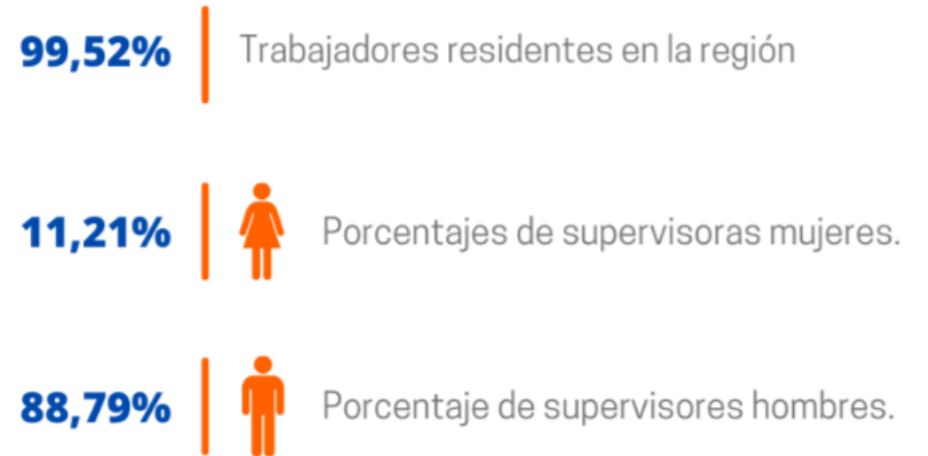 99,52% Trabajadores residentes en la región
11,21% Porcentajes de supervisoras mujeres.
88,79% Porcentaje de supervisores hombres.